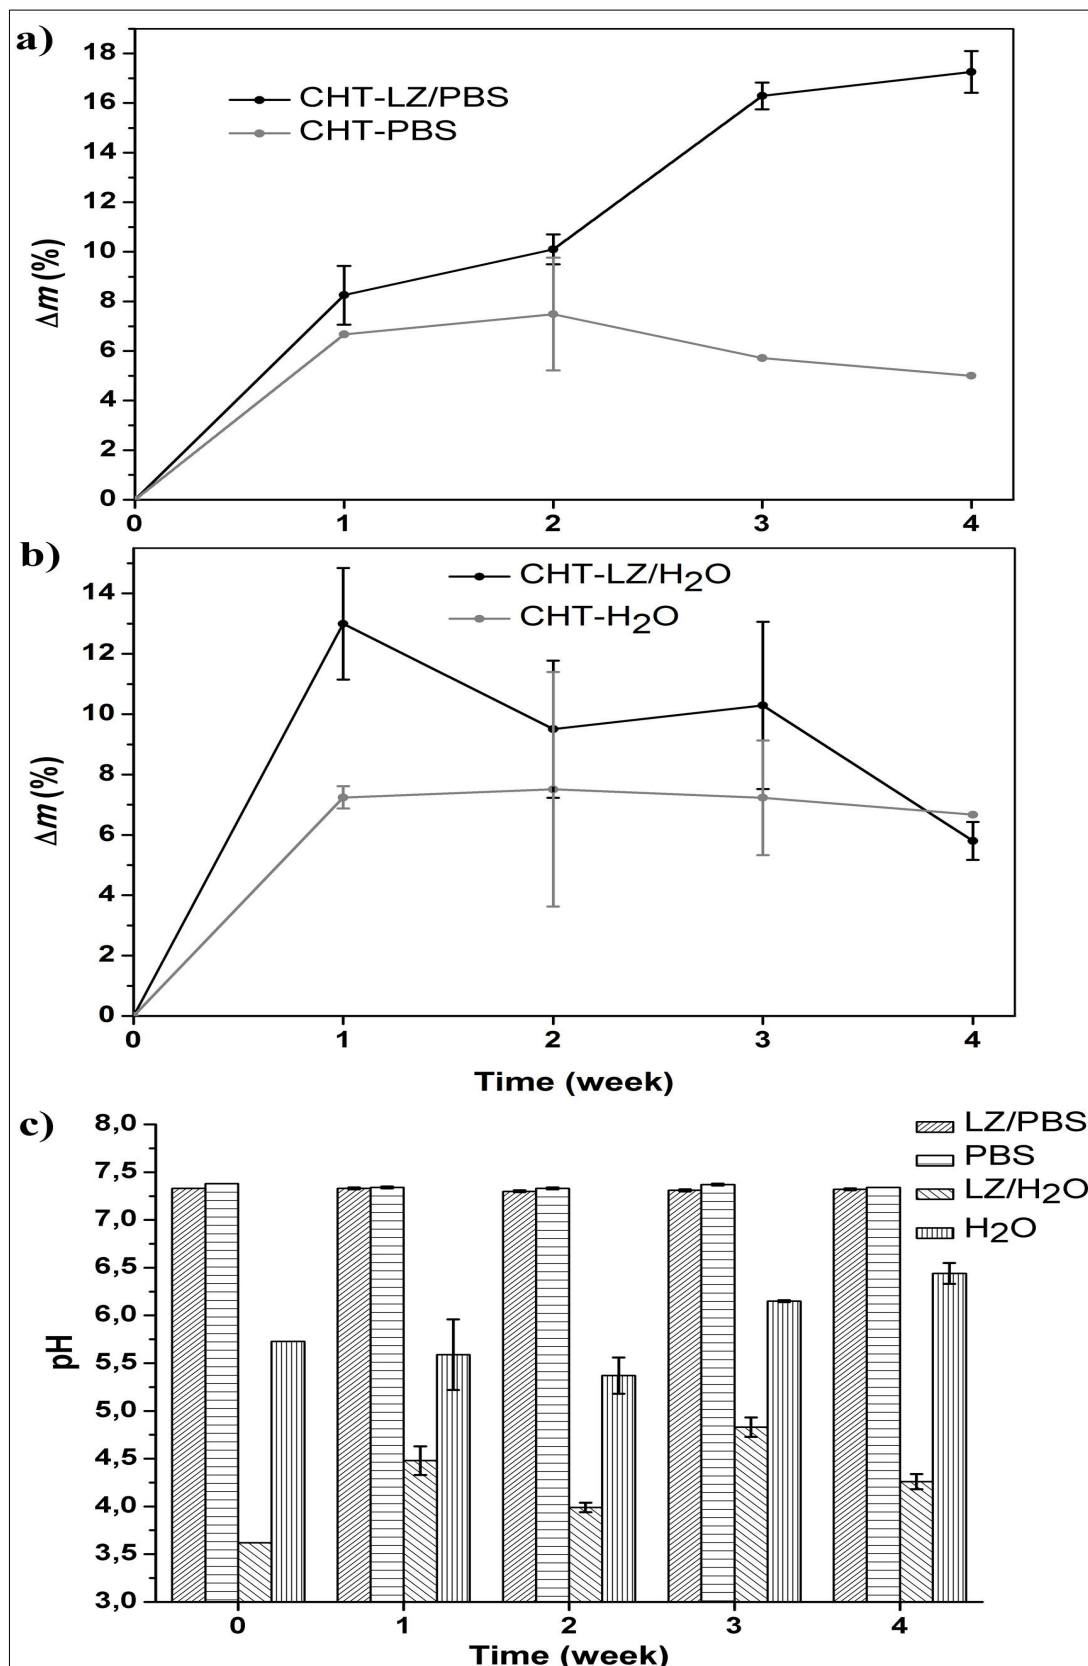 a)
18
16
14
12
10
8
6
4
2
0
Δm (%)
CHT-LZ/PBS
CHT-PBS
0 1 2 3 4
b)
14
12
10
8
6
4
2
0
Δm (%)
CHT-LZ/H2O
CHT-H2O
0 1 2 3 4
Time (week)
c)
8,0
7,5
7,0
6,5
6,0
5,5
5,0
4,5
4,0
3,5
3,0
pH
LZ/PBS
PBS
LZ/H2O
H2O
0 1 2 3 4
Time (week)